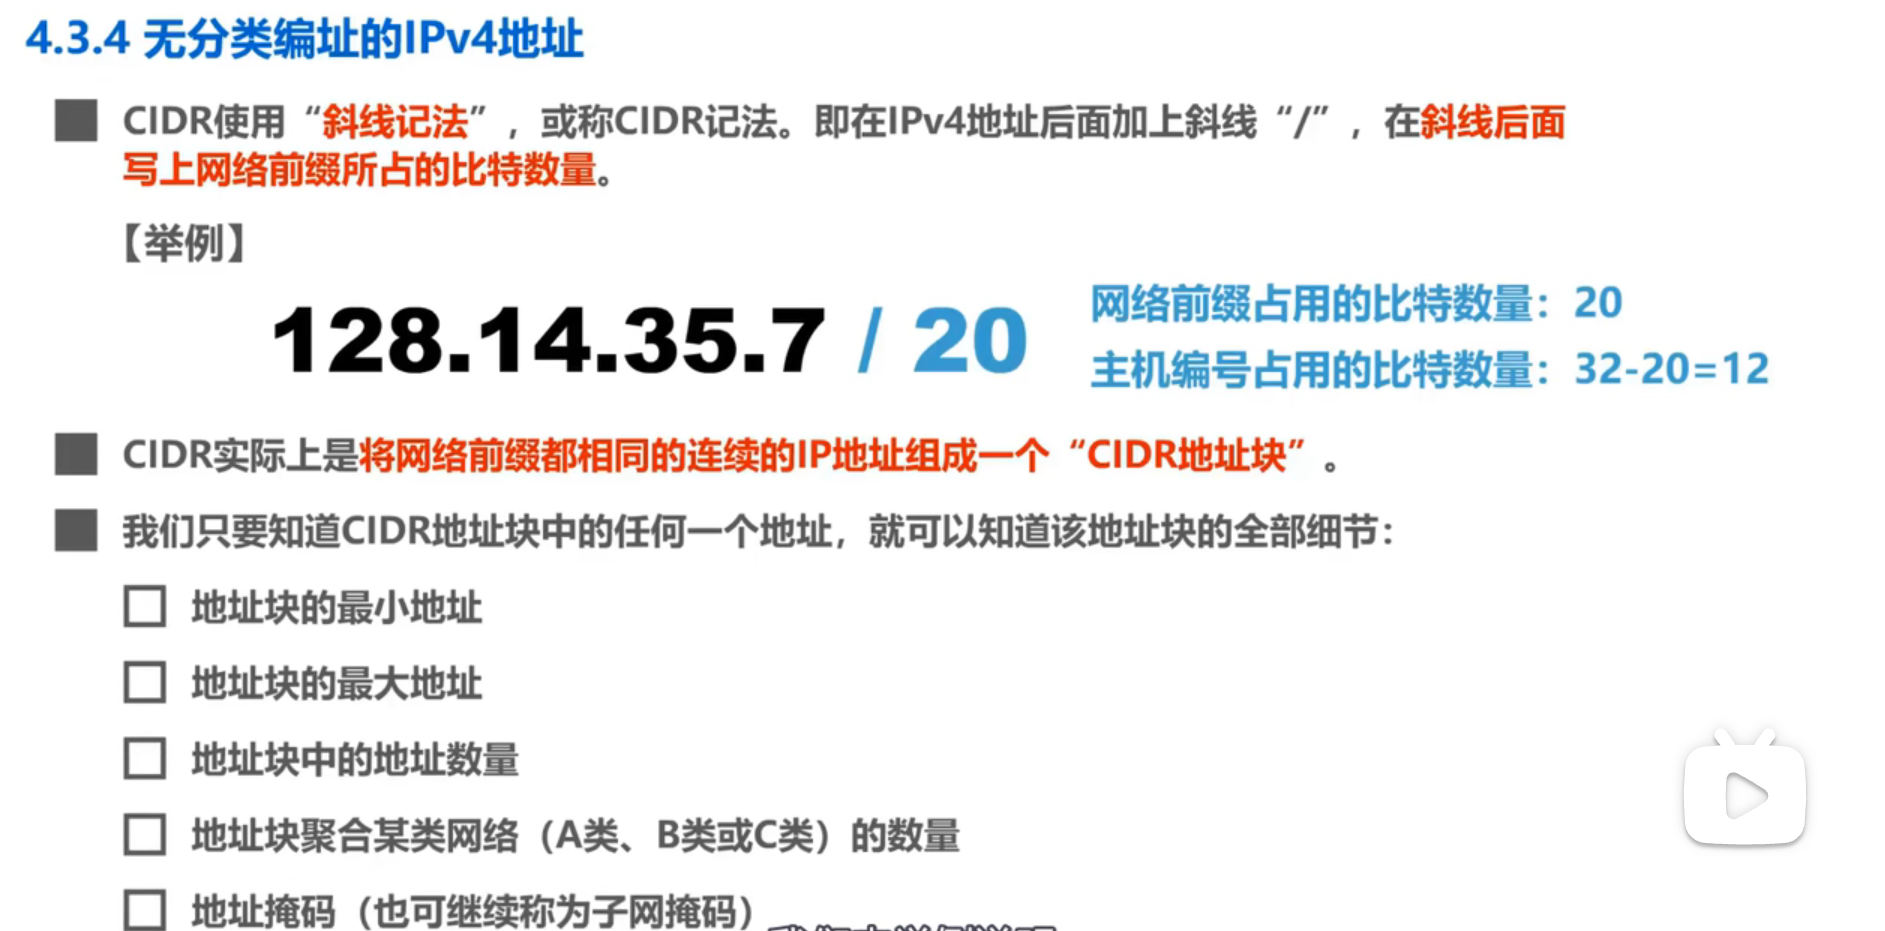 4.3.4 无分类编址的IPv4地址
CIDR使用“斜线记法”，或称CIDR记法。即在IPv4地址后面加上斜线“/”，在斜线后面
写上网络前缀所占的比特数量。
【举例】
128.14.35.7 / 20
网络前缀占用的比特数量：20
主机编号占用的比特数量：32-20=12
CIDR实际上是将网络前缀都相同的连续的IP地址组成一个“CIDR地址块”。
我们只要知道CIDR地址块中的任何一个地址，就可以知道该地址块的全部细节：
地址块的最小地址
地址块的最大地址
地址块中的地址数量
地址块聚合某类网络（A类、B类或C类）的数量
地址掩码（也可继续称为子网掩码）